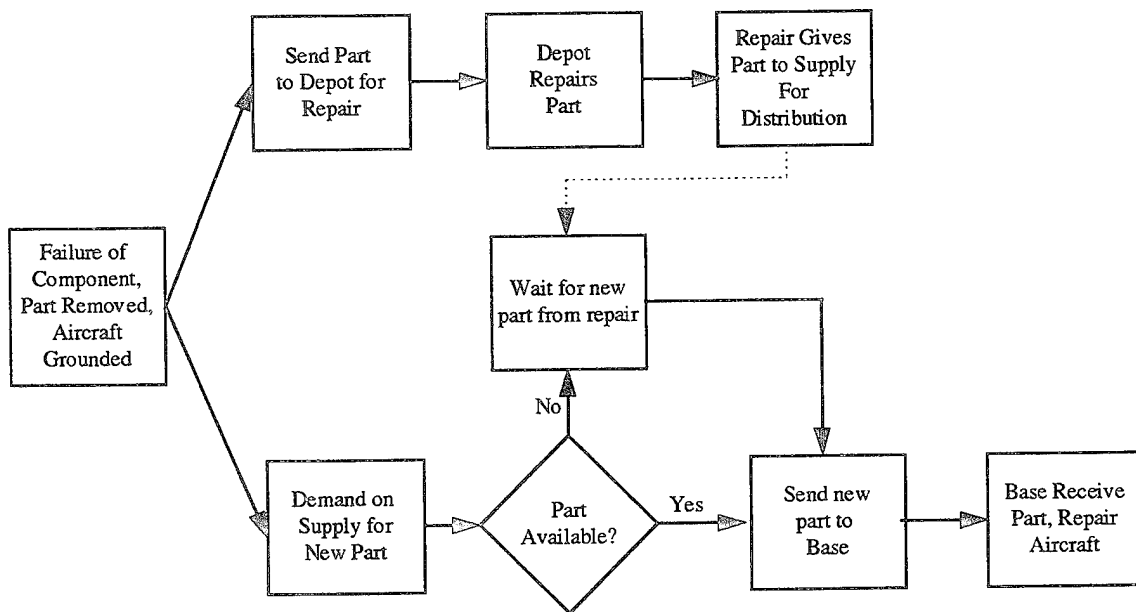 Send Part
to Depot for
Repair
Depot
Repairs
Part
Repair Gives
Part to Supply
For
Distribution
Failure of
Component,
Part Removed,
Aircraft
Grounded
Wait for new
part from repair
No
Demand on
Supply for
New Part
Part
Available?
Yes
Send new
part to
Base
Base Receive
Part, Repair
Aircraft